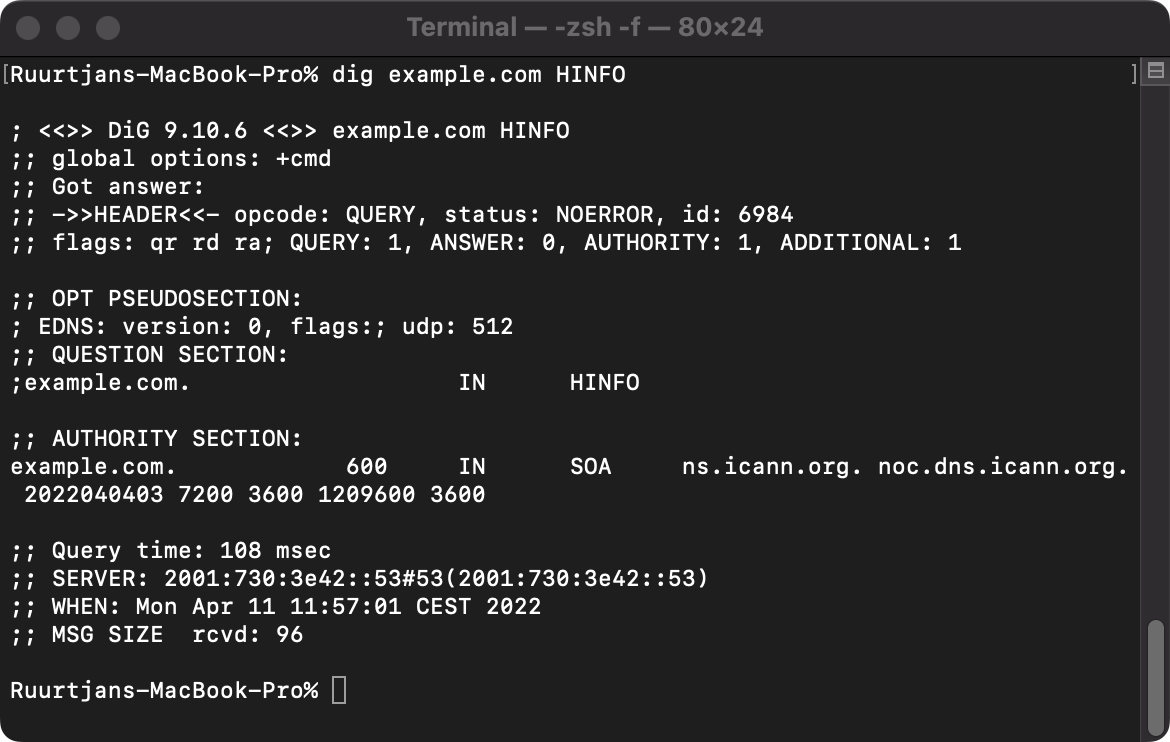 Terminal — -zsh -f — 80×24
[Ruurtjans-MacBook-Pro% dig example.com HINFO ]
; <<>> DiG 9.10.6 <<>> example.com HINFO
;; global options: +cmd
;; Got answer:
;; ->>HEADER<<- opcode: QUERY, status: NOERROR, id: 6984
;; flags: qr rd ra; QUERY: 1, ANSWER: 0, AUTHORITY: 1, ADDITIONAL: 1
;; OPT PSEUDOSECTION:
; EDNS: version: 0, flags:; udp: 512
;; QUESTION SECTION:
;example.com. IN HINFO
;; AUTHORITY SECTION:
example.com. 600 IN SOA ns.icann.org. noc.dns.icann.org.
2022040403 7200 3600 1209600 3600
;; Query time: 108 msec
;; SERVER: 2001:730:3e42::53#53(2001:730:3e42::53)
;; WHEN: Mon Apr 11 11:57:01 CEST 2022
;; MSG SIZE rcvd: 96
Ruurtjans-MacBook-Pro%